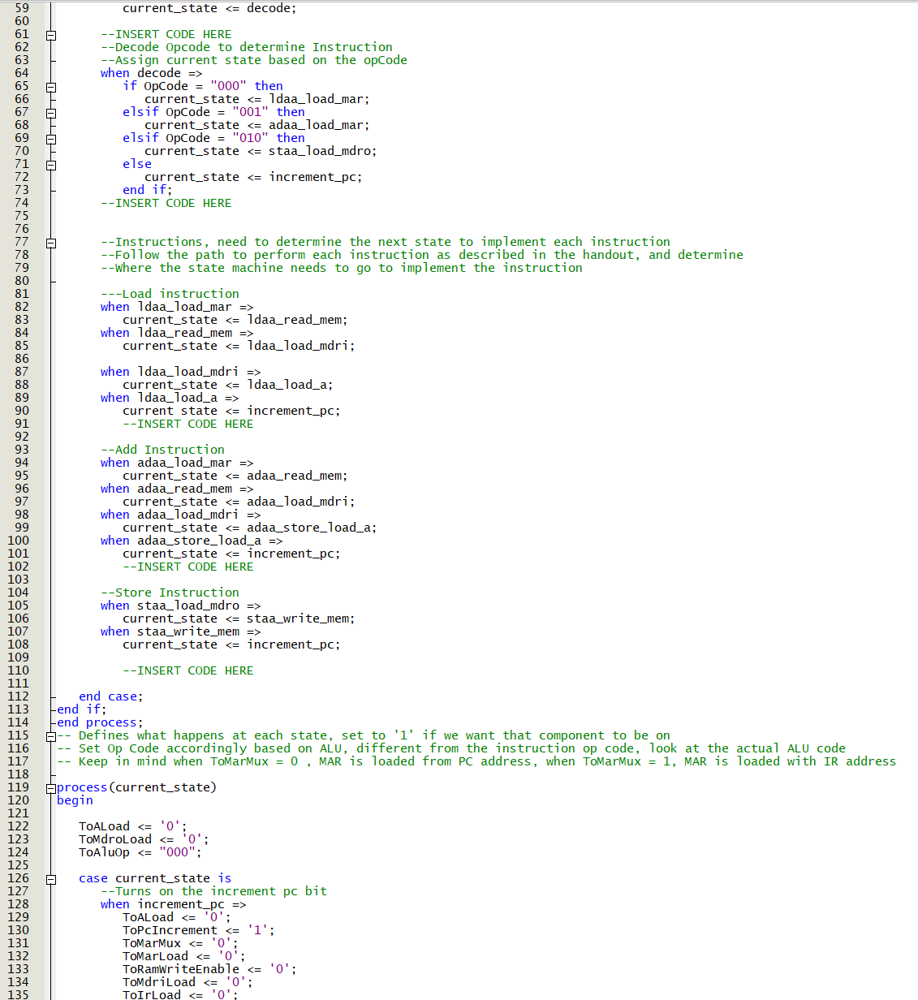 59 current_state <= decode;
60
61 --INSERT CODE HERE
62 --Decode Opcode to determine Instruction
63 --Assign current state based on the opCode
64 when decode =>
65 if OpCode = "000" then
66 current_state <= ldaa_load_mar;
67 elsif OpCode = "001" then
68 current_state <= adaa_load_mar;
69 elsif OpCode = "010" then
70 current_state <= staa_load_mdro;
71 else
72 current_state <= increment_pc;
73 end if;
74 --INSERT CODE HERE
75
76
77 --Instructions, need to determine the next state to implement each instruction
78 --Follow the path to perform each instruction as described in the handout, and determine
79 --Where the state machine needs to go to implement the instruction
80
81 ---Load instruction
82 when ldaa_load_mar =>
83 current_state <= ldaa_read_mem;
84 when ldaa_read_mem =>
85 current_state <= ldaa_load_mdri;
86
87 when ldaa_load_mdri =>
88 current_state <= ldaa_load_a;
89 when ldaa_load_a =>
90 current state <= increment_pc;
91 --INSERT CODE HERE
92
93 --Add Instruction
94 when adaa_load_mar =>
95 current_state <= adaa_read_mem;
96 when adaa_read_mem =>
97 current_state <= adaa_load_mdri;
98 when adaa_load_mdri =>
99 current_state <= adaa_store_load_a;
100 when adaa_store_load_a =>
101 current_state <= increment_pc;
102 --INSERT CODE HERE
103
104 --Store Instruction
105 when staa_load_mdro =>
106 current_state <= staa_write_mem;
107 when staa_write_mem =>
108 current_state <= increment_pc;
109
110 --INSERT CODE HERE
111
112 end case;
113 end if;
114 end process;
115 -- Defines what happens at each state, set to '1' if we want that component to be on
116 -- Set Op Code accordingly based on ALU, different from the instruction op code, look at the actual ALU code
117 -- Keep in mind when ToMarMux = 0 , MAR is loaded from PC address, when ToMarMux = 1, MAR is loaded with IR address
118
119 process(current_state)
120 begin
121
122 ToALoad <= '0';
123 ToMdroLoad <= '0';
124 ToAluOp <= "000";
125
126 case current_state is
127 --Turns on the increment pc bit
128 when increment_pc =>
129 ToALoad <= '0';
130 ToPcIncrement <= '1';
131 ToMarMux <= '0';
132 ToMarLoad <= '0';
133 ToRamWriteEnable <= '0';
134 ToMdriLoad <= '0';
135 ToIrLoad <= '0';